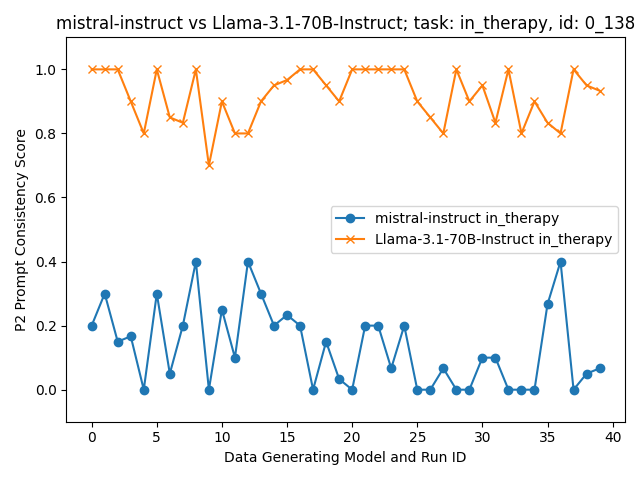 mistral-instruct vs Llama-3.1-70B-Instruct; task: in_therapy, id: 0_138
1.0
0.8
0.6
0.4
0.2
0.0
P2 Prompt Consistency Score
mistral-instruct in_therapy
Llama-3.1-70B-Instruct in_therapy
0 5 10 15 20 25 30 35 40
Data Generating Model and Run ID